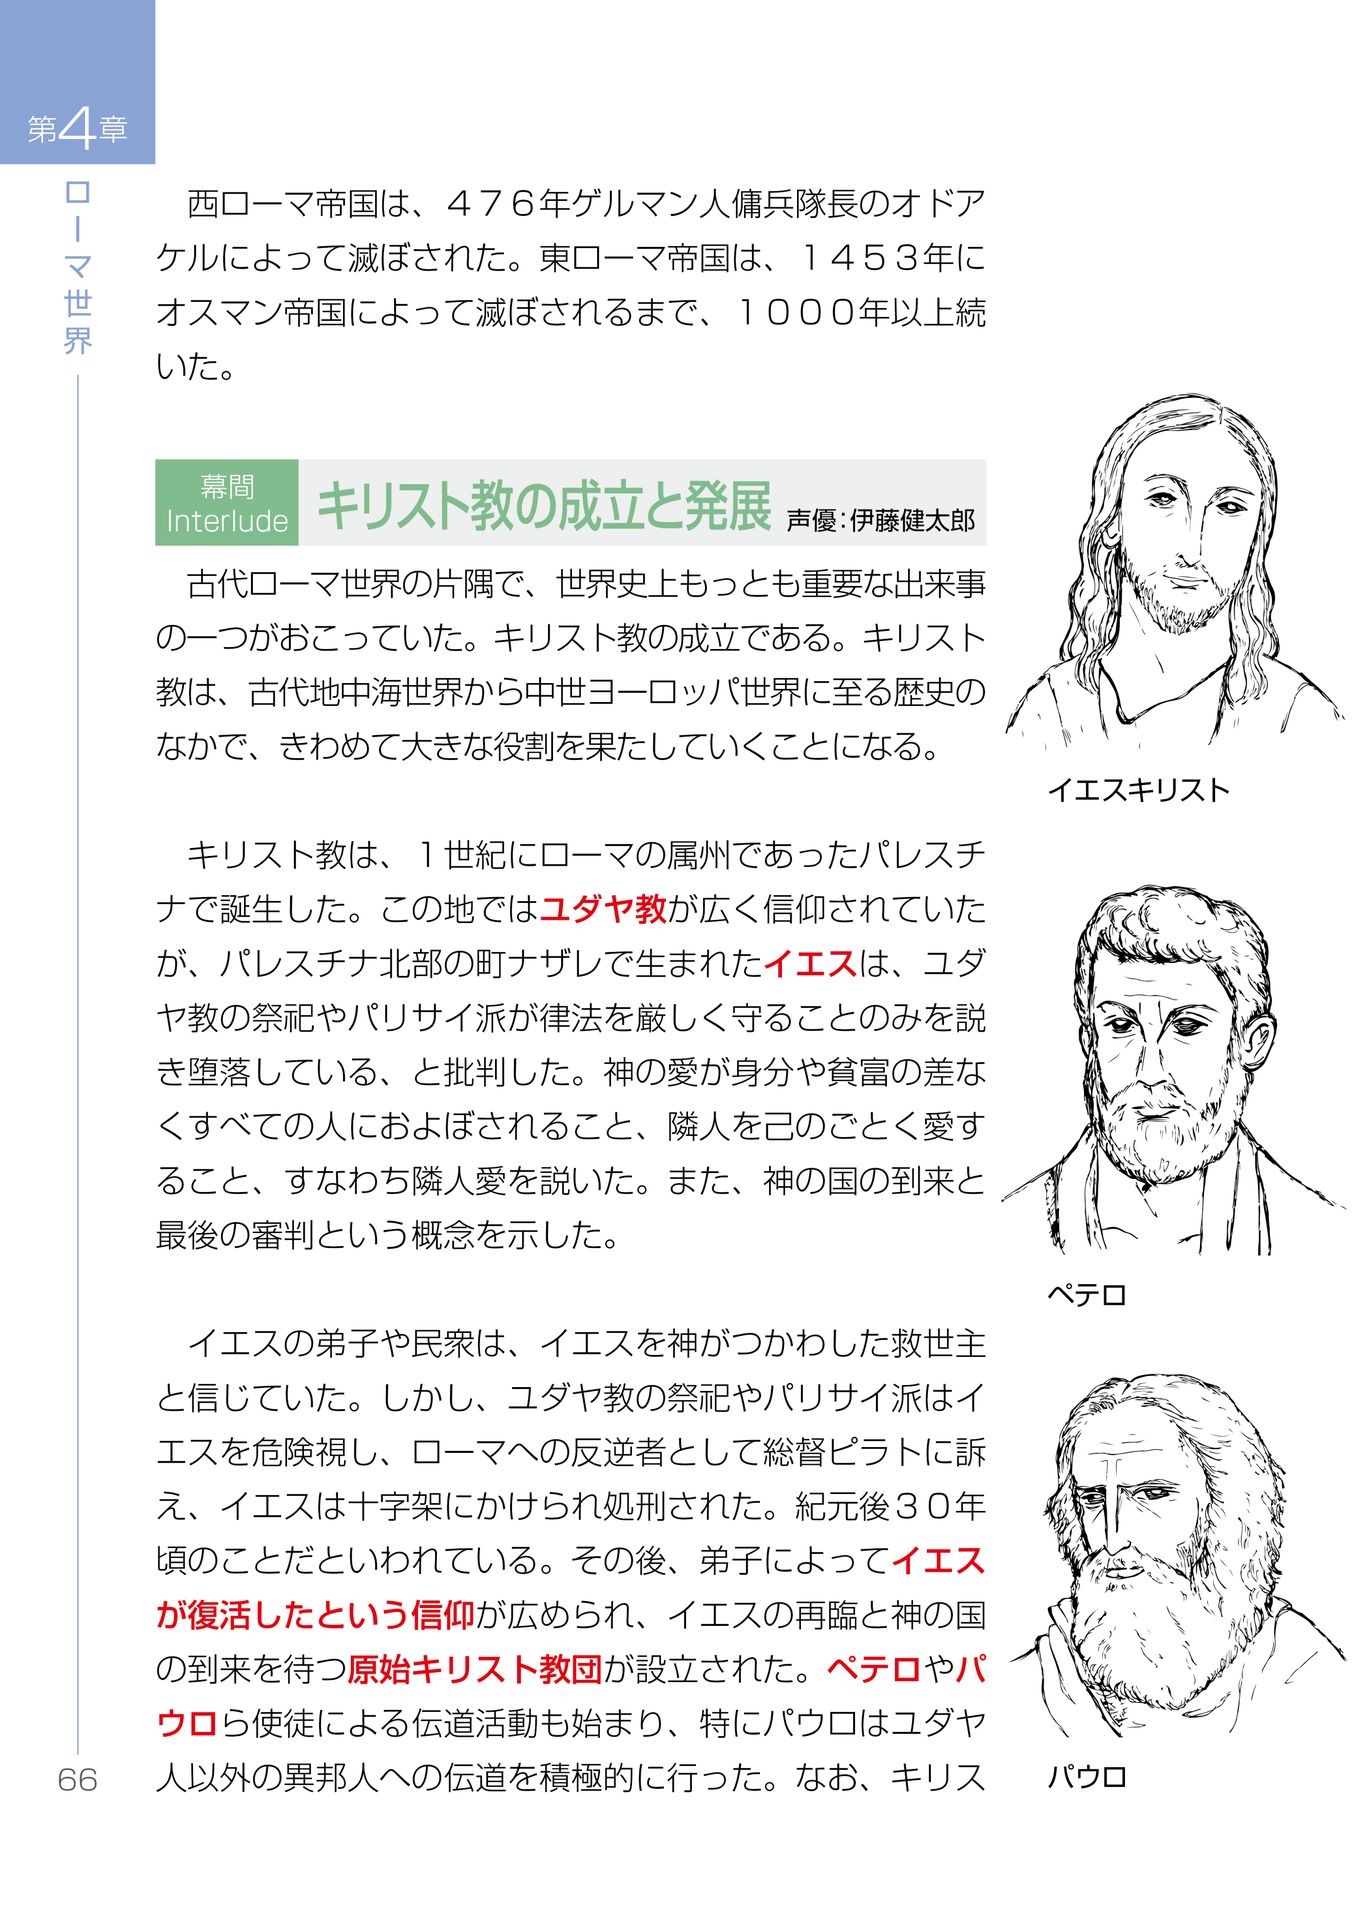 第4章
ローマ世界
西ローマ帝国は、４７６年ゲルマン人傭兵隊長のオドア
ケルによって滅ぼされた。東ローマ帝国は、１４５３年に
オスマン帝国によって滅ぼされるまで、１０００年以上続
いた。
幕間
Interlude
キリスト教の成立と発展 声優：伊藤健太郎
古代ローマ世界の片隅で、世界史上もっとも重要な出来事
の一つがおこっていた。キリスト教の成立である。キリスト
教は、古代地中海世界から中世ヨーロッパ世界に至る歴史の
なかで、きわめて大きな役割を果たしていくことになる。
キリスト教は、１世紀にローマの属州であったパレスチ
ナで誕生した。この地ではユダヤ教が広く信仰されていた
が、パレスチナ北部の町ナザレで生まれたイエスは、ユダ
ヤ教の祭祀やパリサイ派が律法を厳しく守ることのみを説
き堕落している、と批判した。神の愛が身分や貧富の差な
くすべての人におよぼされること、隣人を己のごとく愛す
ること、すなわち隣人愛を説いた。また、神の国の到来と
最後の審判という概念を示した。
イエスの弟子や民衆は、イエスを神がつかわした救世主
と信じていた。しかし、ユダヤ教の祭祀やパリサイ派はイ
エスを危険視し、ローマへの反逆者として総督ピラトに訴
え、イエスは十字架にかけられ処刑された。紀元後３０年
頃のことだといわれている。その後、弟子によってイエス
が復活したという信仰が広められ、イエスの再臨と神の国
の到来を待つ原始キリスト教団が設立された。ペテロやパ
ウロら使徒による伝道活動も始まり、特にパウロはユダヤ
人以外の異邦人への伝道を積極的に行った。なお、キリス
イエスキリスト
ペテロ
パウロ
66